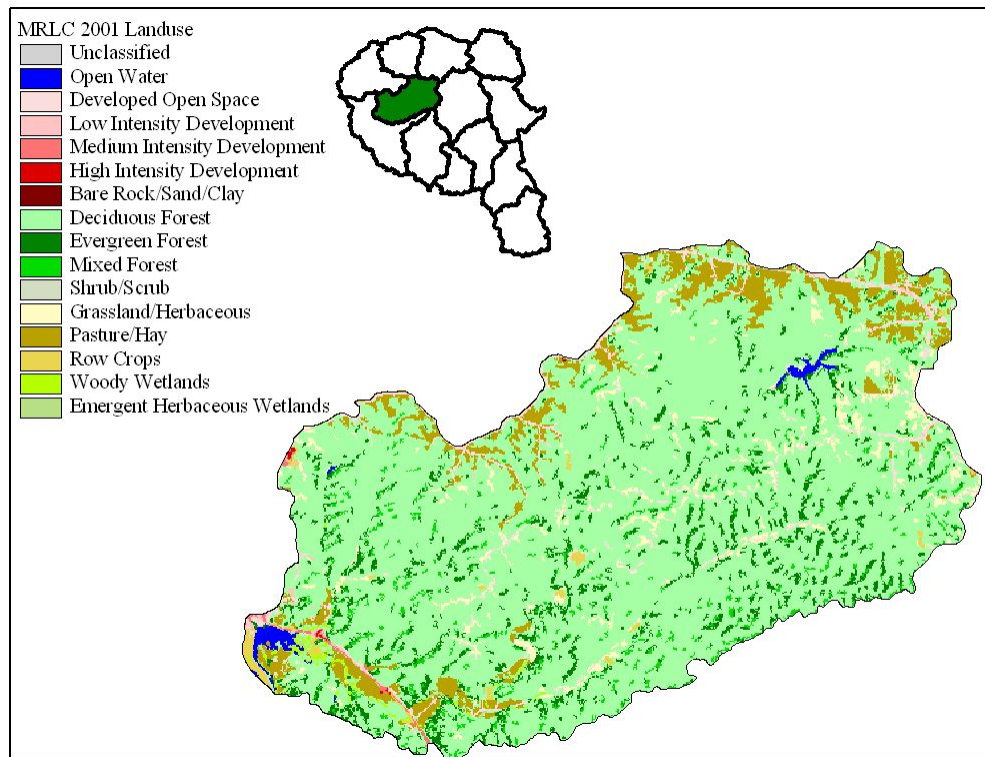 MRLC 2001 Landuse
Unclassified
Open Water
Developed Open Space
Low Intensity Development
Medium Intensity Development
High Intensity Development
Bare Rock/Sand/Clay
Deciduous Forest
Evergreen Forest
Mixed Forest
Shrub/Scrub
Grassland/Herbaceous
Pasture/Hay
Row Crops
Woody Wetlands
Emergent Herbaceous Wetlands